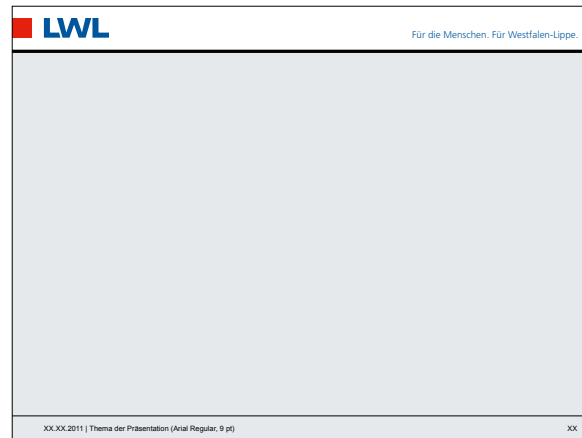 LWL
Für die Menschen. Für Westfalen-Lippe.
XX.XX.2011 | Thema der Präsentation (Arial Regular, 9 pt)
XX